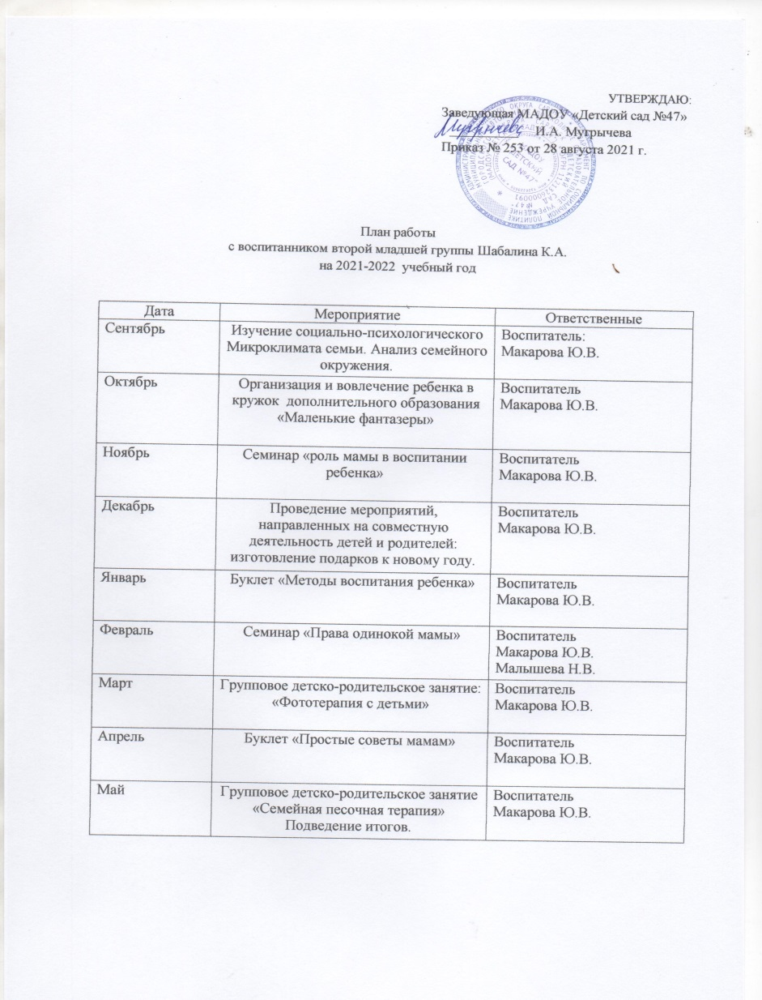 УТВЕРЖДАЮ:
Заведующая МАДОУ «Детский сад №47»
И.А. Мугрычева
Приказ № 253 от 28 августа 2021 г.
МАДОУ
"ДЕТСКИЙ
САД №47"
План работы
с воспитанником второй младшей группы Шабалина К.А.
на 2021-2022 учебный год
Дата Мероприятие Ответственные
Сентябрь Изучение социально-психологического Воспитатель:
Микроклимата семьи. Анализ семейного Макарова Ю.В.
окружения.
Октябрь Организация и вовлечение ребенка в Воспитатель
кружок дополнительного образования Макарова Ю.В.
«Маленькие фантазеры»
Ноябрь Семинар «роль мамы в воспитании Воспитатель
ребенка» Макарова Ю.В.
Декабрь Проведение мероприятий, Воспитатель
направленных на совместную Макарова Ю.В.
деятельность детей и родителей:
изготовление подарков к новому году.
Январь Буклет «Методы воспитания ребенка» Воспитатель
Макарова Ю.В.
Февраль Семинар «Права одинокой мамы» Воспитатель
Макарова Ю.В.
Малышева Н.В.
Март Групповое детско-родительское занятие: Воспитатель
«Фототерапия с детьми» Макарова Ю.В.
Апрель Буклет «Простые советы мамам» Воспитатель
Макарова Ю.В.
Май Групповое детско-родительское занятие Воспитатель
«Семейная песочная терапия» Макарова Ю.В.
Подведение итогов.